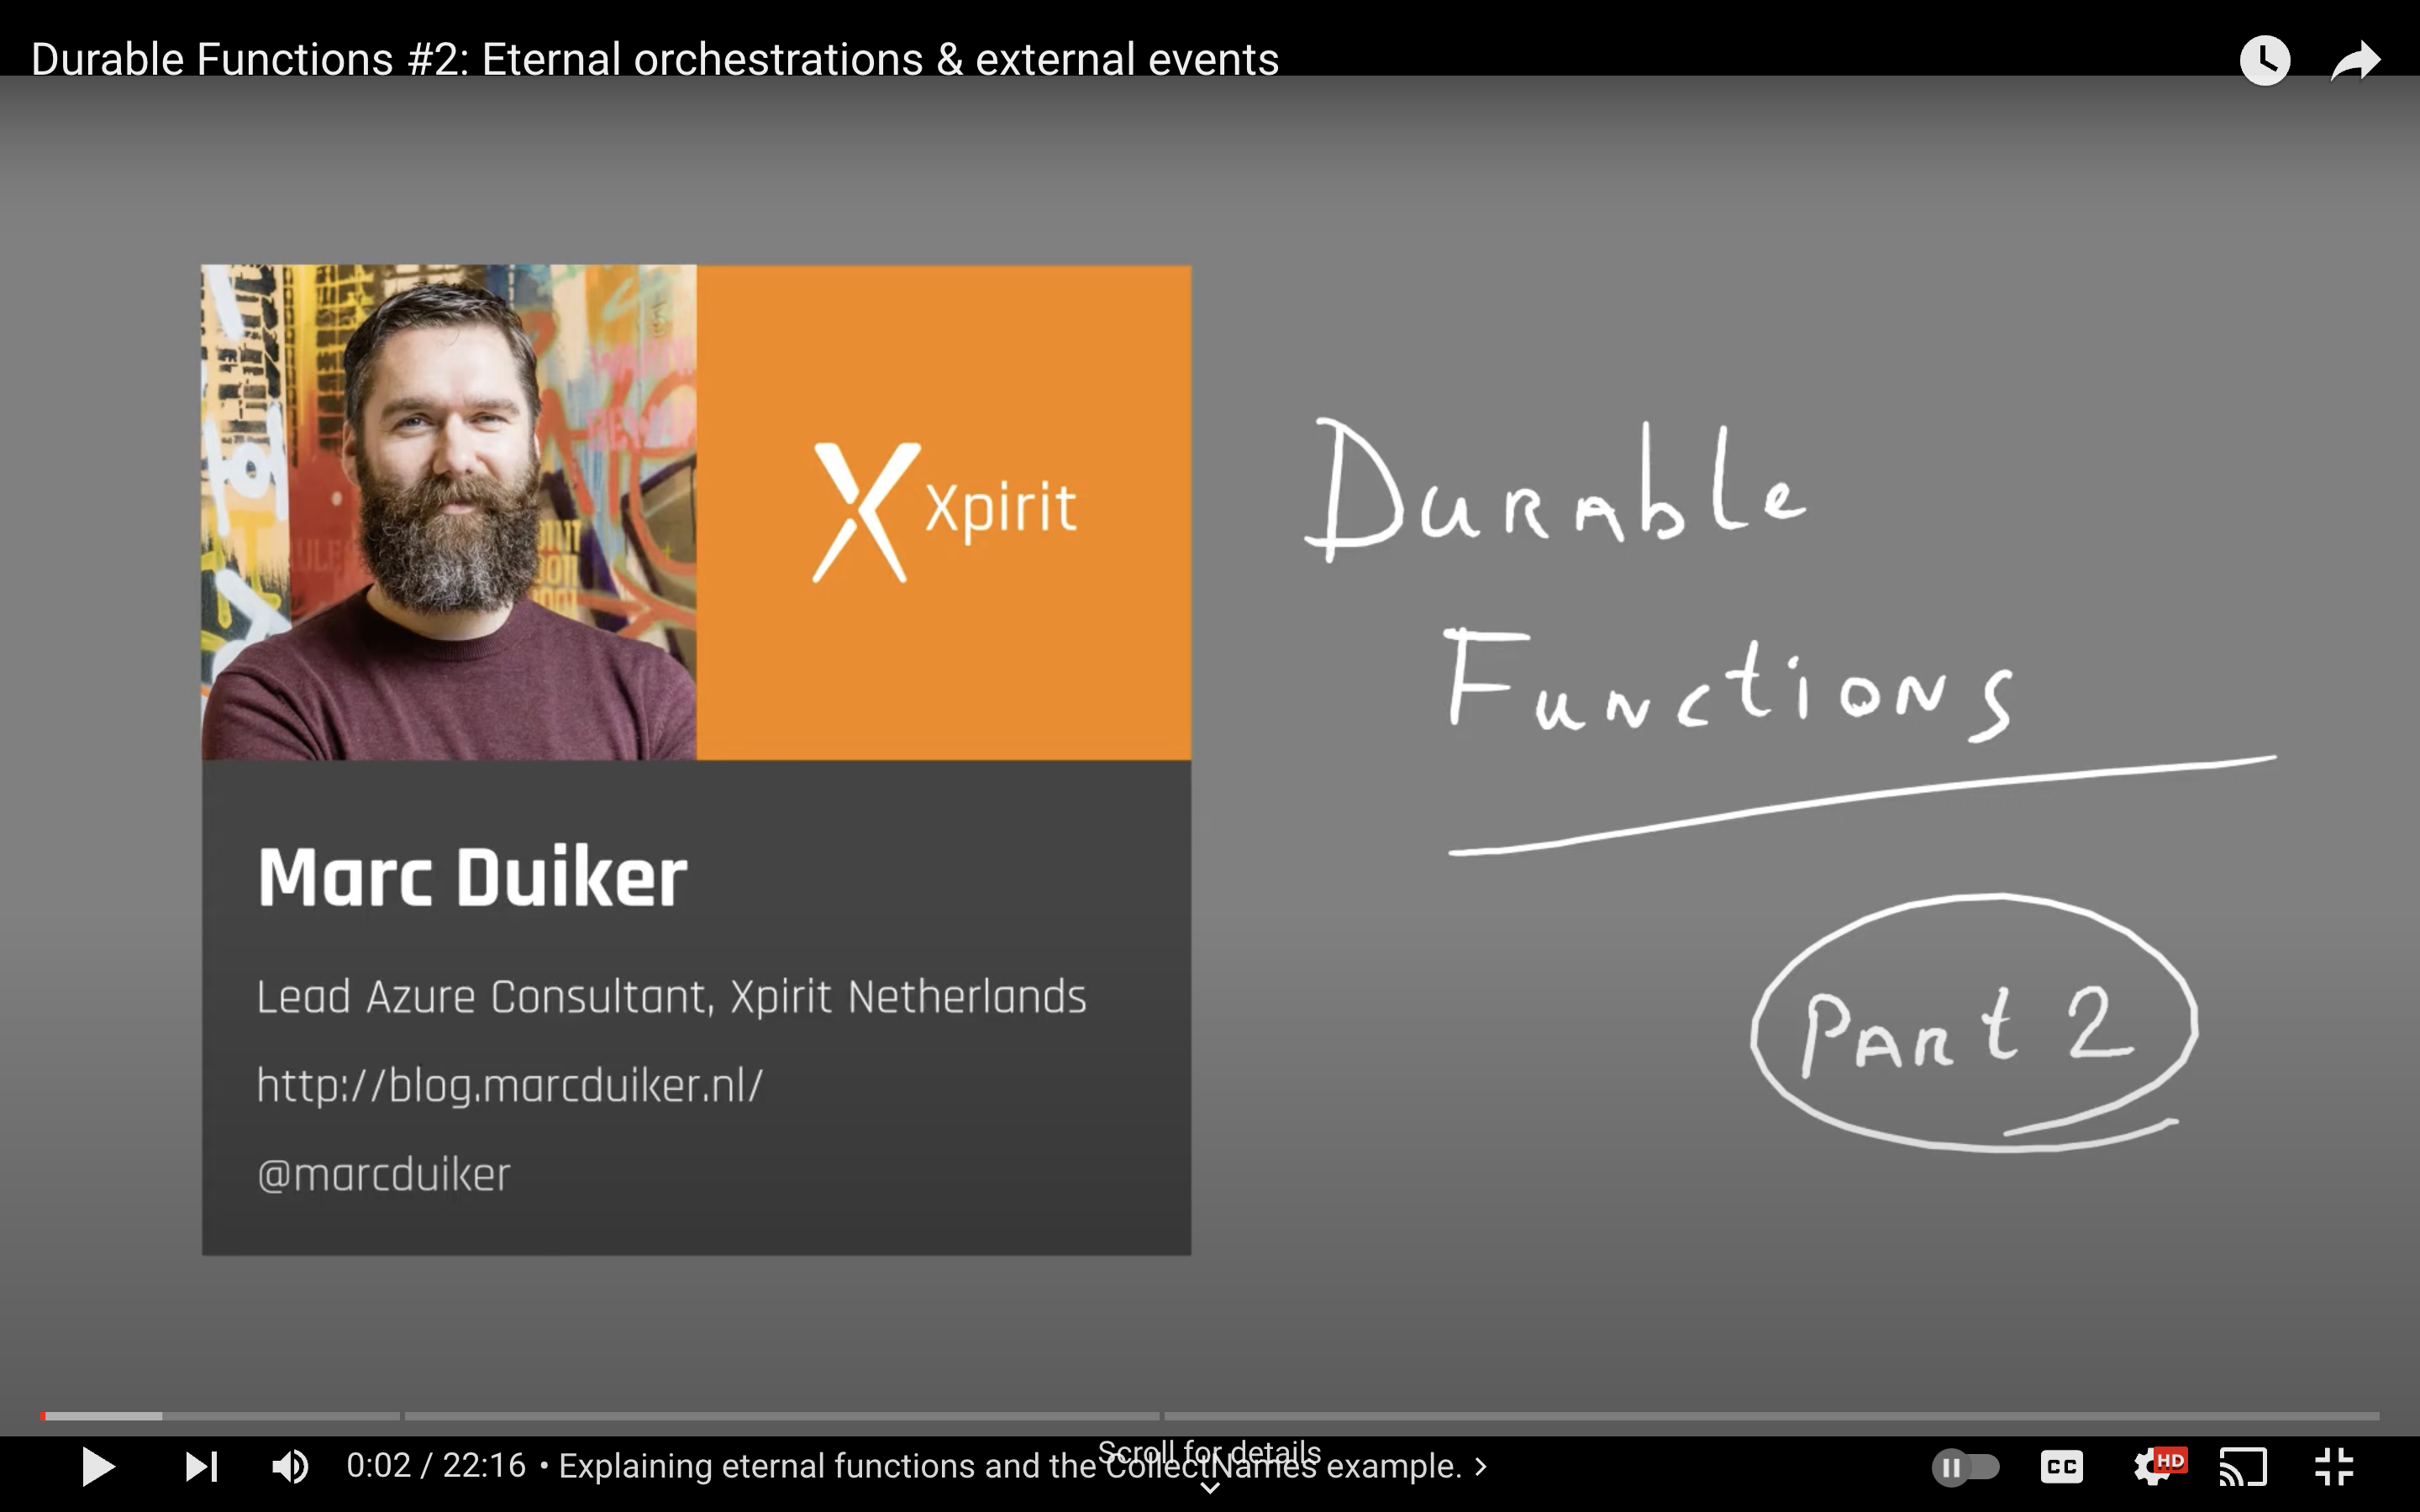 Durable Functions #2: Eternal orchestrations & external events
Xpirit
Durable
Functions
Part 2
Marc Duiker
Lead Azure Consultant, Xpirit Netherlands
http://blog.marcduiker.nl/
@marcduiker
Scroll for details
0:02 / 22:16 • Explaining eternal functions and the CollectNames example.
CC
HD